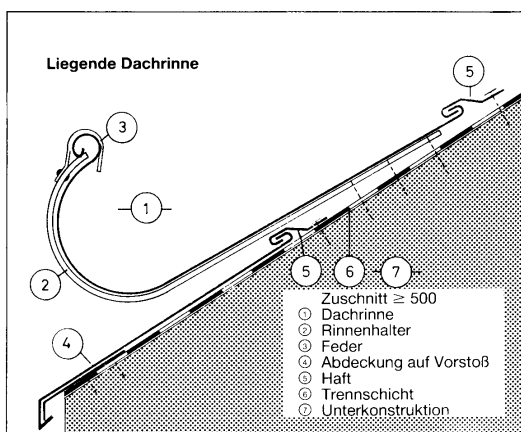 Liegende Dachrinne
5
3
1
2
5
6
7
4
Zuschnitt ≥ 500
① Dachrinne
② Rinnenhalter
③ Feder
④ Abdeckung auf Vorstoß
⑤ Haft
⑥ Trennschicht
⑦ Unterkonstruktion